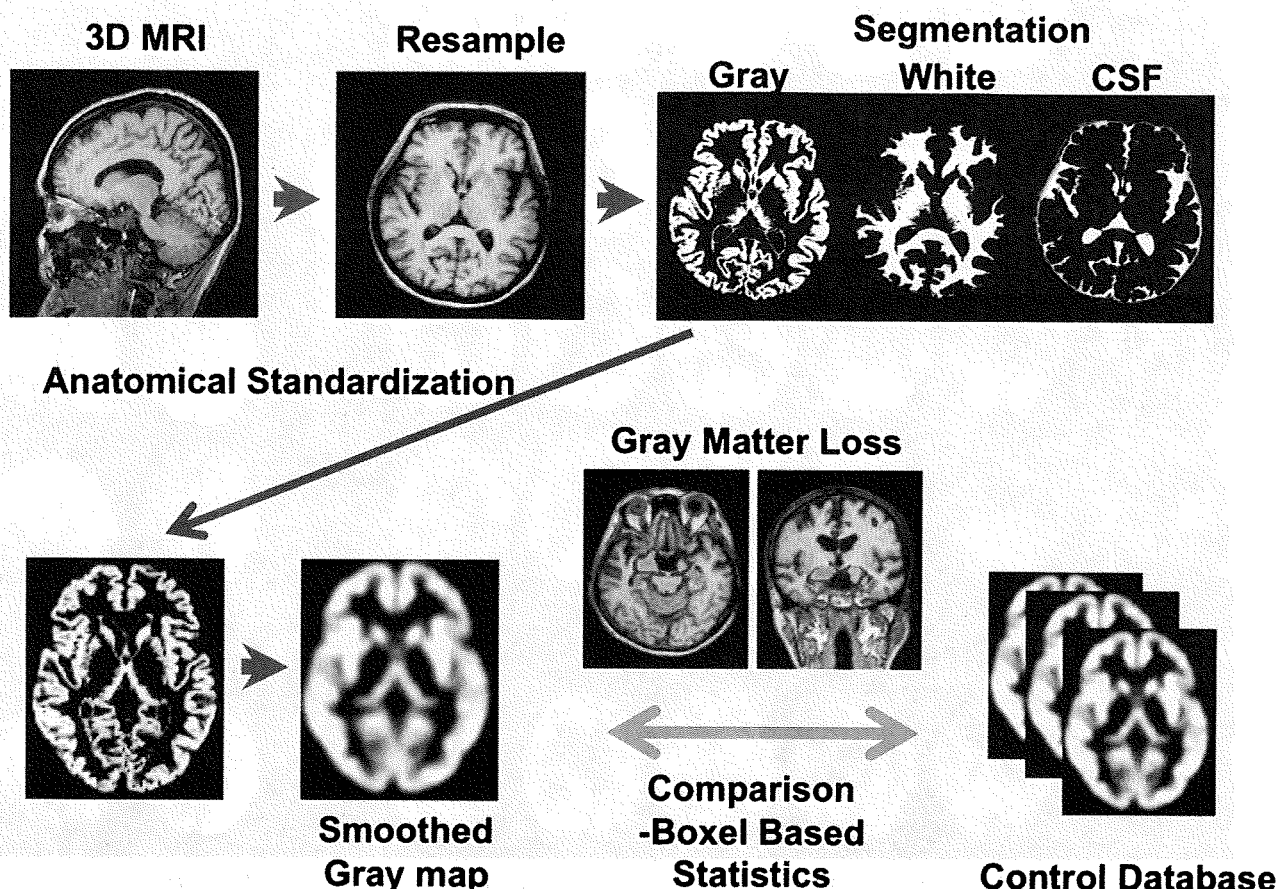 3D MRI
Resample
Segmentation
Gray White CSF
Anatomical Standardization
Gray Matter Loss
Smoothed
Gray map
Comparison
-Boxel Based
Statistics
Control Database